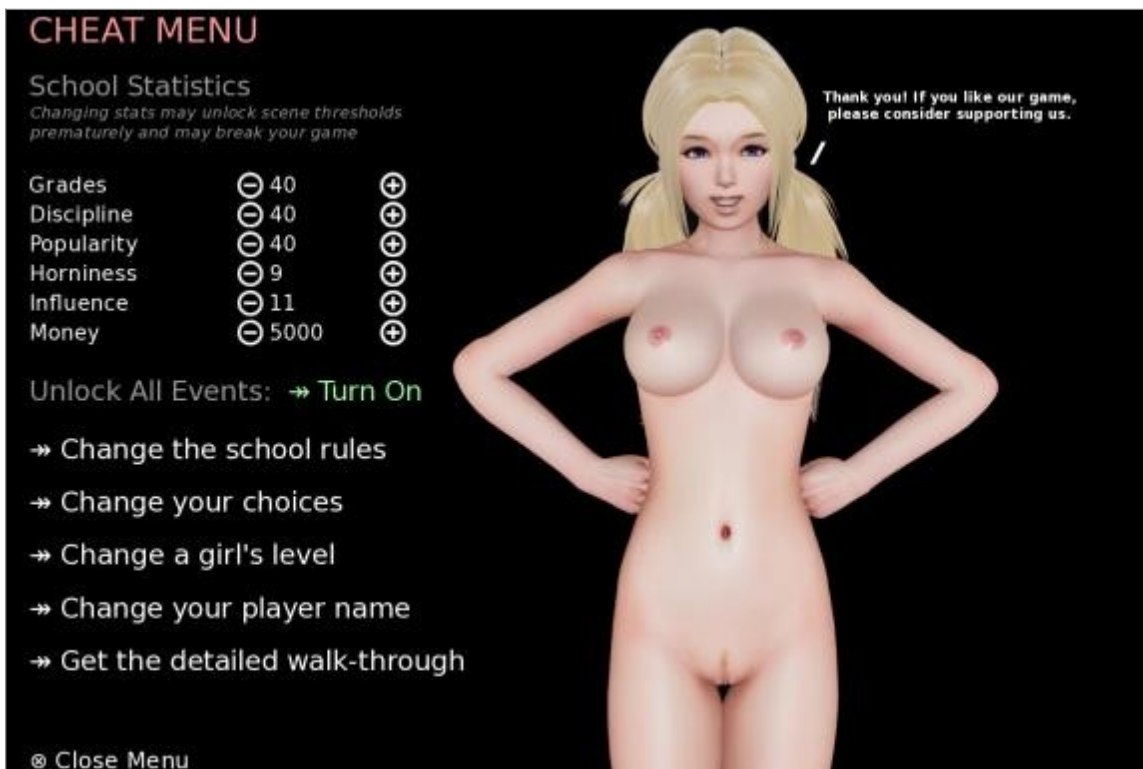 CHEAT MENU
School Statistics
Changing stats may unlock scene thresholds
prematurely and may break your game
Thank you! If you like our game,
please consider supporting us.
Grades 40
Discipline 40
Popularity 40
Horniness 9
Influence 11
Money 5000
Unlock All Events: ↠ Turn On
↠ Change the school rules
↠ Change your choices
↠ Change a girl's level
↠ Change your player name
↠ Get the detailed walk-through
⊗ Close Menu